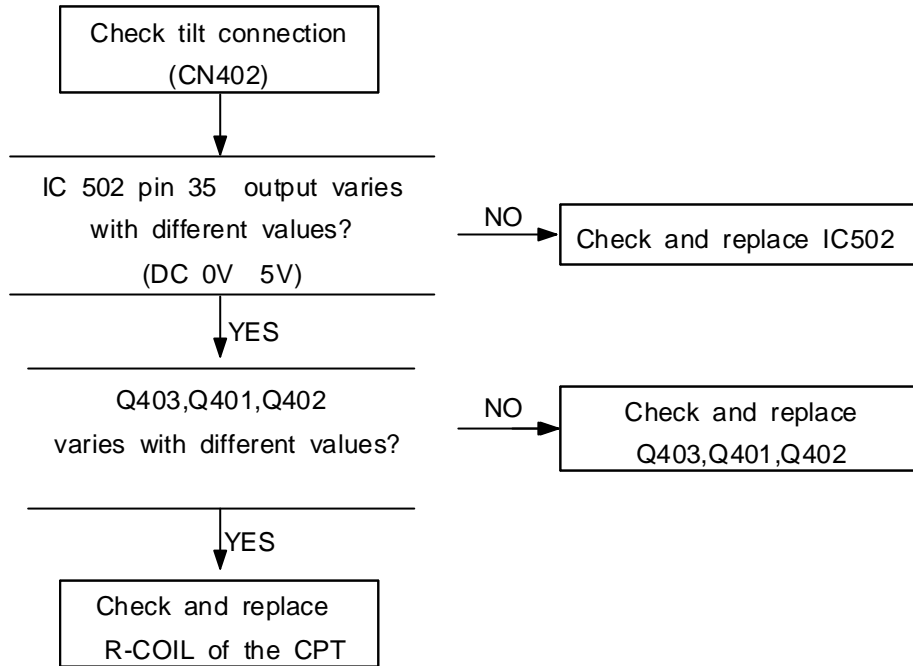 Check tilt connection
(CN402)
IC 502 pin 35 output varies
with different values?
(DC 0V 5V)
NO
Check and replace IC502
YES
Q403,Q401,Q402
varies with different values?
NO
Check and replace
Q403,Q401,Q402
YES
Check and replace
R-COIL of the CPT